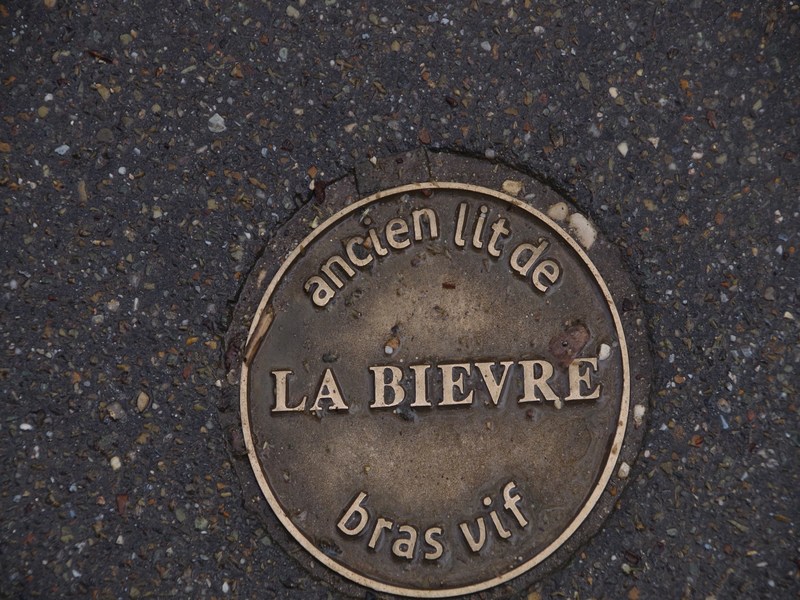 ancien lit de
LA BIEVRE
bras vif